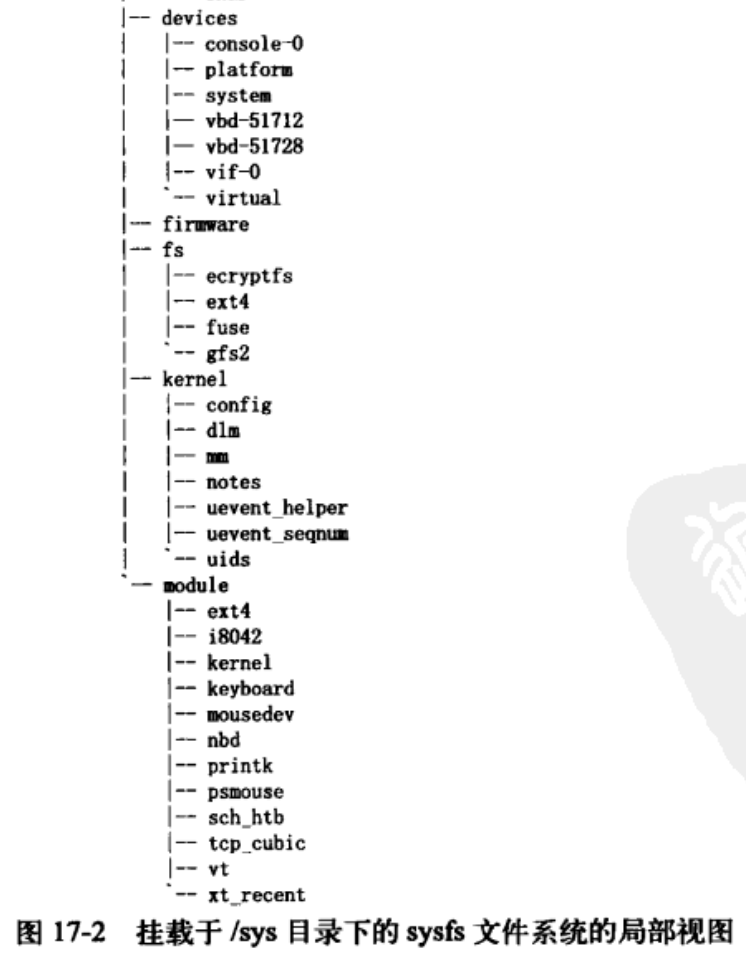 |-- devices
|   |-- console-0
|   |-- platform
|   |-- system
|   |-- vbd-51712
|   |-- vbd-51728
|   |-- vif-0
|   `-- virtual
|-- firmware
|-- fs
|   |-- ecryptfs
|   |-- ext4
|   |-- fuse
|   `-- gfs2
|-- kernel
|   |-- config
|   |-- dlm
|   |-- mm
|   |-- notes
|   |-- uevent_helper
|   |-- uevent_seqnum
|   `-- uids
`-- module
    |-- ext4
    |-- i8042
    |-- kernel
    |-- keyboard
    |-- mousedev
    |-- nbd
    |-- printk
    |-- psmouse
    |-- sch_htb
    |-- tcp_cubic
    |-- vt
    `-- xt_recent
图 17-2 挂载于 /sys 目录下的 sysfs 文件系统的局部视图